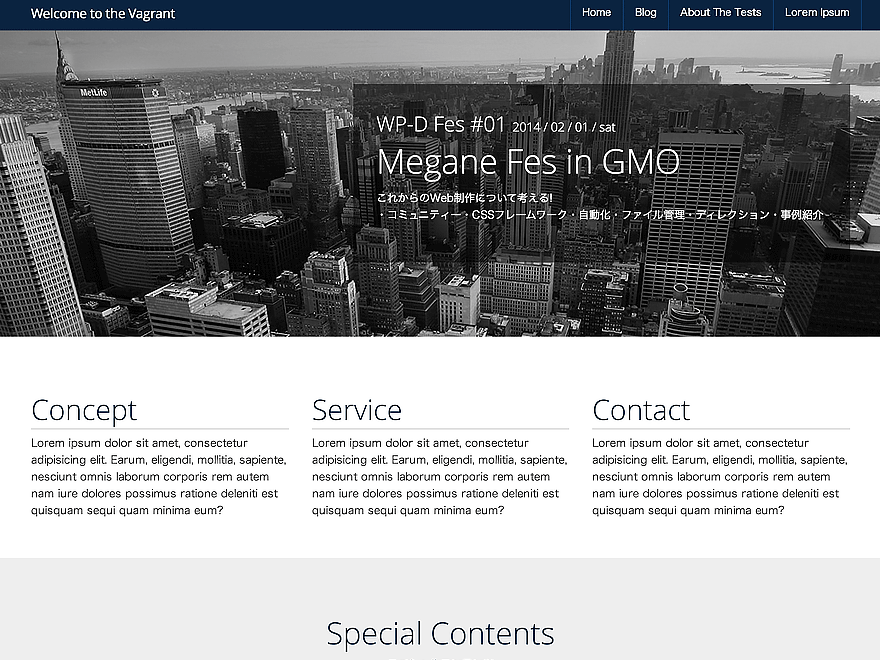 Welcome to the Vagrant
Home Blog About The Tests Lorem Ipsum
MetLife
WP-D Fes #01 2014 / 02 / 01 / sat
Megane Fes in GMO
これからのWeb制作について考える!
- コミュニティー・CSSフレームワーク・自動化・ファイル管理・ディレクション・事例紹介 -
Concept
Lorem ipsum dolor sit amet, consectetur
adipisicing elit. Earum, eligendi, mollitia, sapiente,
nesciunt omnis laborum corporis rem autem
nam iure dolores possimus ratione deleniti est
quisquam sequi quam minima eum?
Service
Lorem ipsum dolor sit amet, consectetur
adipisicing elit. Earum, eligendi, mollitia, sapiente,
nesciunt omnis laborum corporis rem autem
nam iure dolores possimus ratione deleniti est
quisquam sequi quam minima eum?
Contact
Lorem ipsum dolor sit amet, consectetur
adipisicing elit. Earum, eligendi, mollitia, sapiente,
nesciunt omnis laborum corporis rem autem
nam iure dolores possimus ratione deleniti est
quisquam sequi quam minima eum?
Special Contents